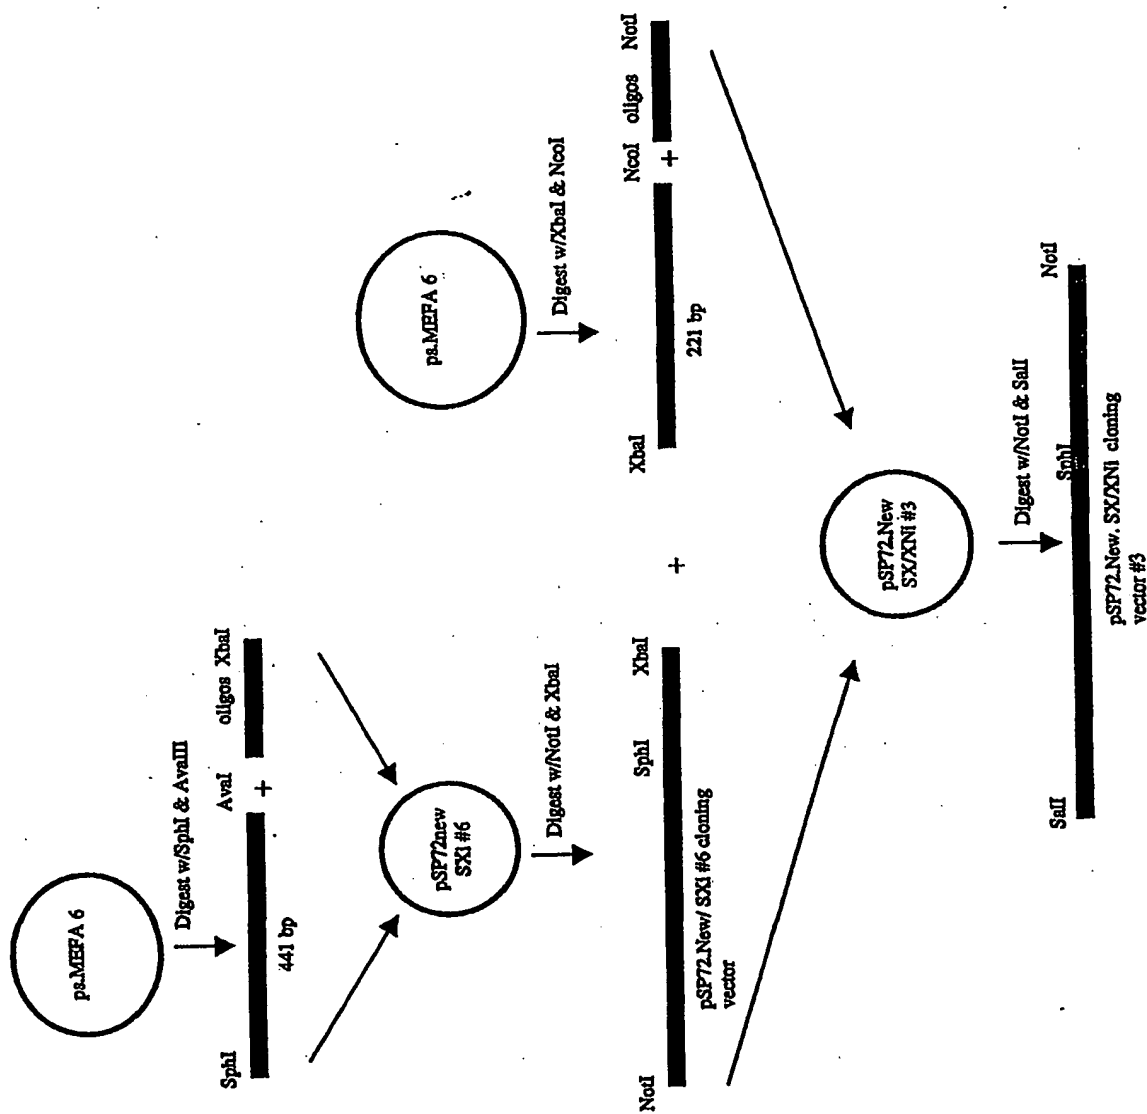 ps.MEFA 6
Digest w/SphI & AvaIII
SphI
AvaI
oligos
XbaI
+
441 bp
pSP72new
SXi #6
Digest w/NotI & XbaI
NotI
SphI
XbaI
pSP72.New/ SXi #6 cloning
vector
+
ps.MEFA 6
Digest w/XbaI & NcoI
XbaI
NcoI
oligos
NotI
+
221 bp
pSP72.New
SX/XNi #3
Digest w/NotI & SalI
SalI
SphI
NotI
pSP72.New. SX/XNi cloning
vector #3